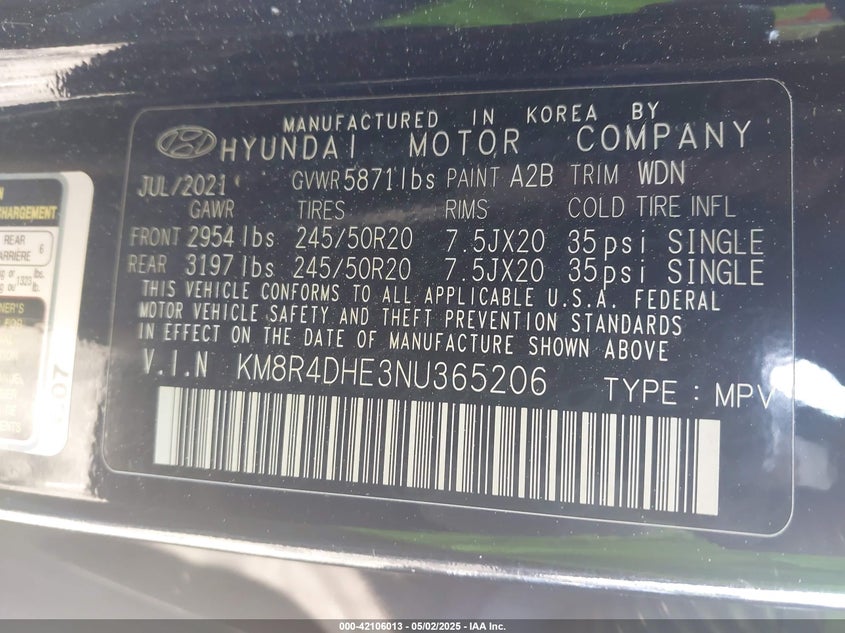 MANUFACTURED IN KOREA BY
HYUNDAI MOTOR COMPANY
JUL/2021 GVWR 5871lbs PAINT A2B TRIM WDN
GAWR TIRES RIMS COLD TIRE INFL
FRONT 2954 lbs 245/50R20 7.5JX20 35psi SINGLE
REAR 3197 lbs 245/50R20 7.5JX20 35psi SINGLE
THIS VEHICLE CONFORMS TO ALL APPLICABLE U.S.A. FEDERAL
MOTOR VEHICLE SAFETY AND THEFT PREVENTION STANDARDS
IN EFFECT ON THE DATE OF MANUFACTURE SHOWN ABOVE
V.I.N KM8R4DHE3NU365206 TYPE : MPV
REAR 6
000-42106013 - 05/02/2025 - IAA Inc.